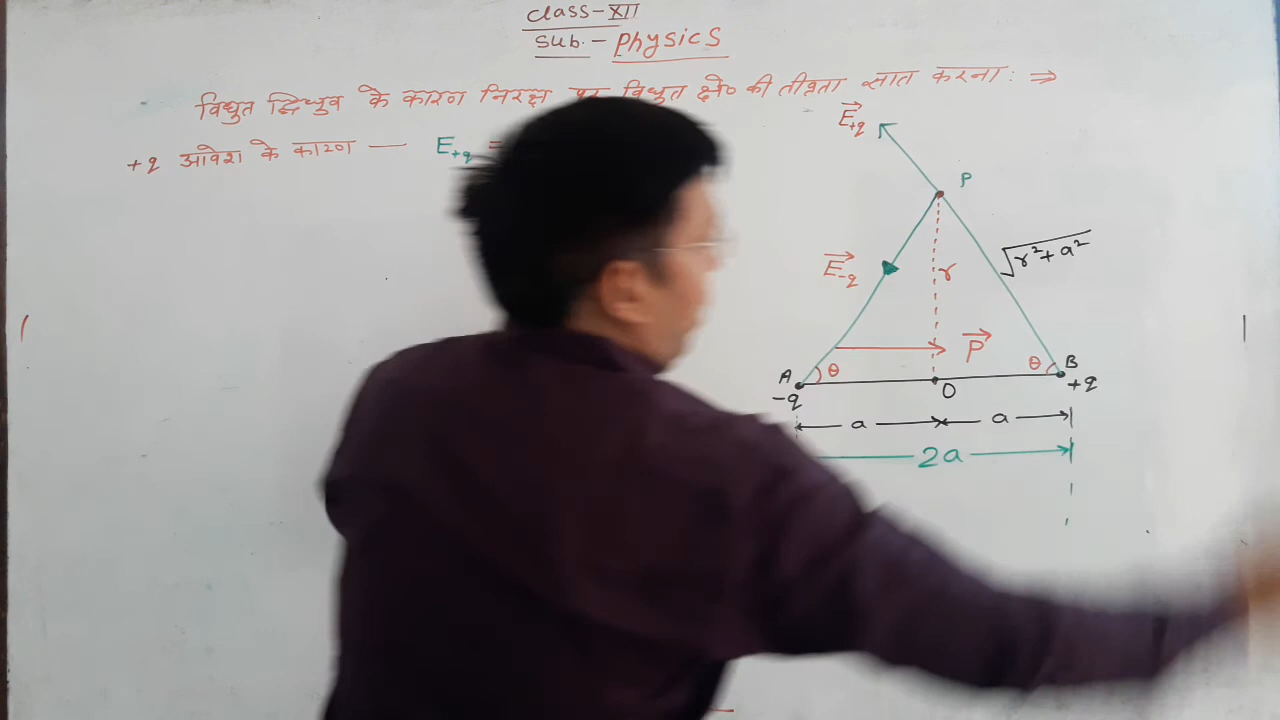 Class-XII
Sub.- Physics
विधुत द्विध्रुव के कारण निरक्ष पर विधुत क्षे० की तीव्रता ज्ञात करना: ⇒
+q आवेश के कारण — E+q =
E+q
P
E-q
r
√r²+a²
P
A
θ
θ
B
-q
O
+q
a
a
2a